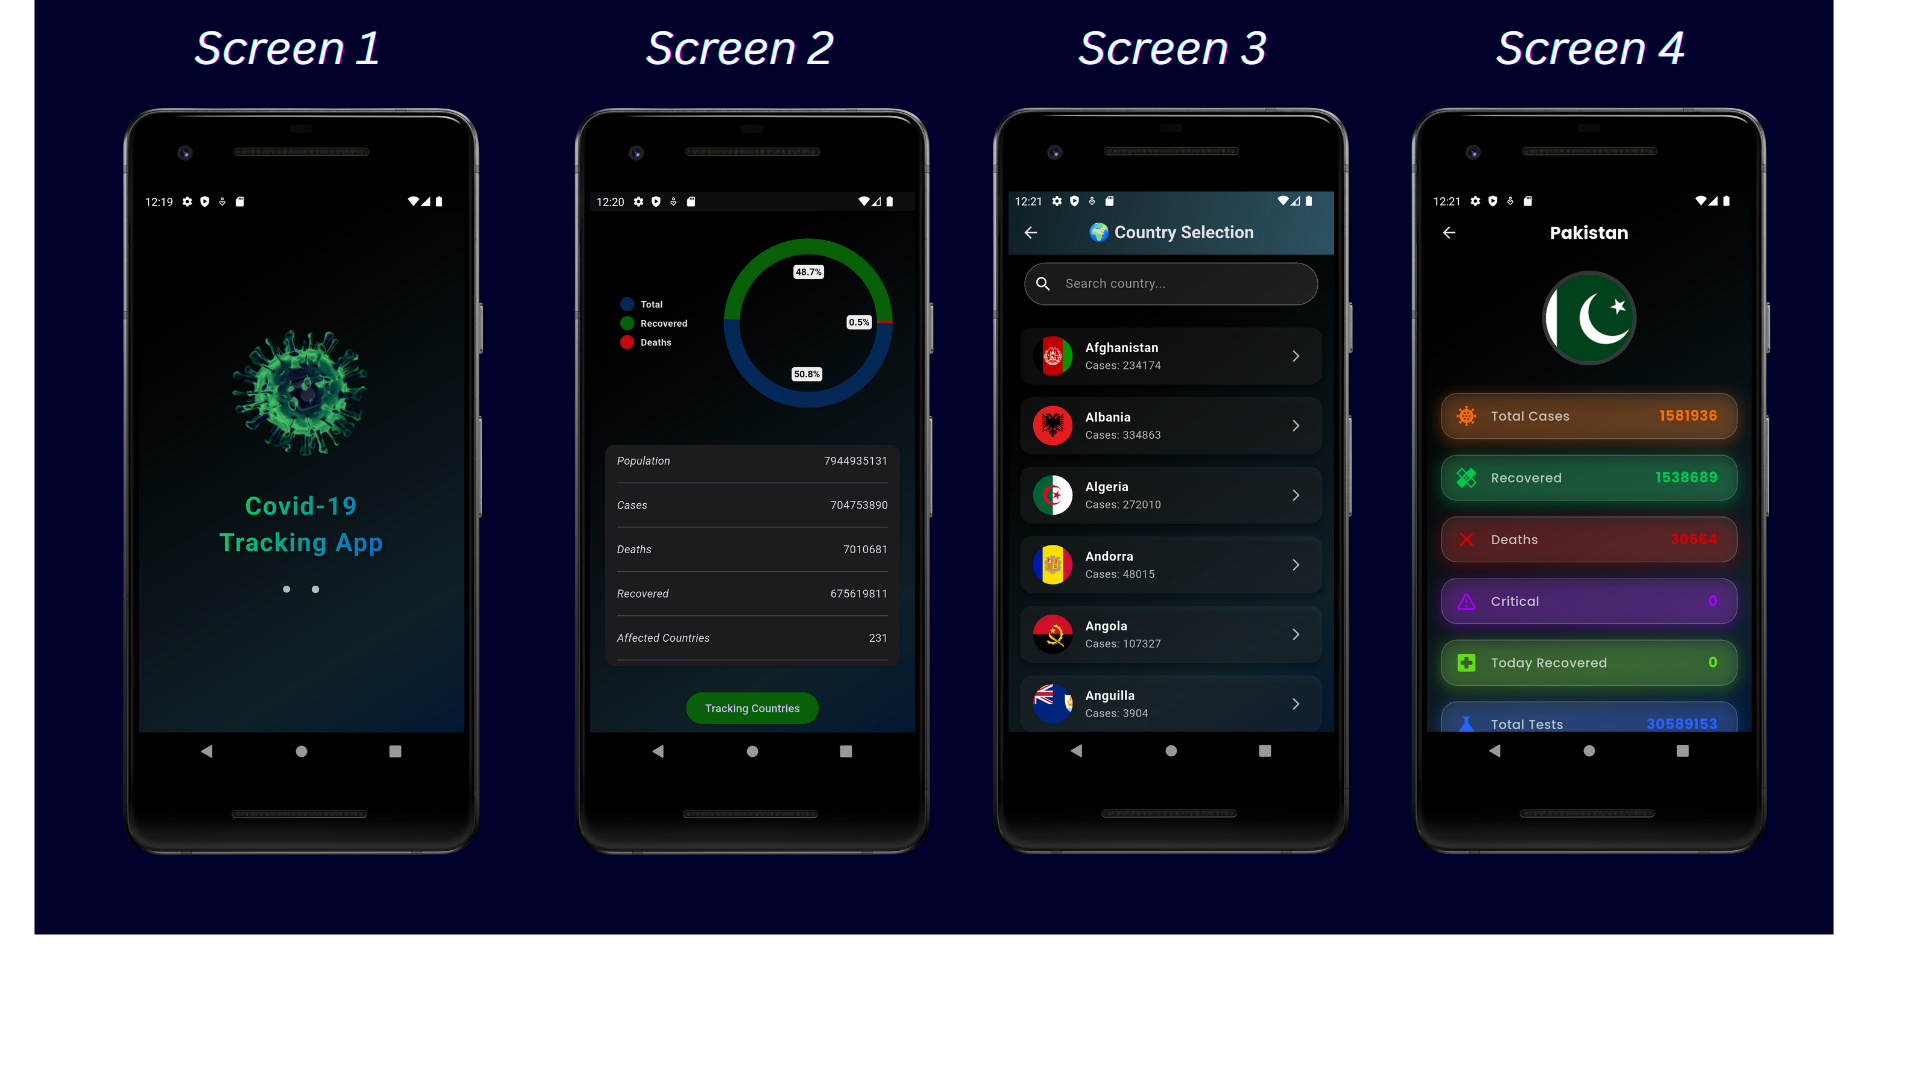 Screen 1
Screen 2
Screen 3
Screen 4
12:19
Covid-19
Tracking App
12:20
Total
Recovered
Deaths
48.7%
0.5%
50.8%
Population 7944935131
Cases 704753890
Deaths 7010681
Recovered 675619811
Affected Countries 231
Tracking Countries
12:21
Country Selection
Search country...
Afghanistan
Cases: 234174
Albania
Cases: 334863
Algeria
Cases: 272010
Andorra
Cases: 48015
Angola
Cases: 107327
Anguilla
Cases: 3904
12:21
Pakistan
Total Cases 1581936
Recovered 1538689
Deaths 30664
Critical 0
Today Recovered 0
Total Tests 30589153